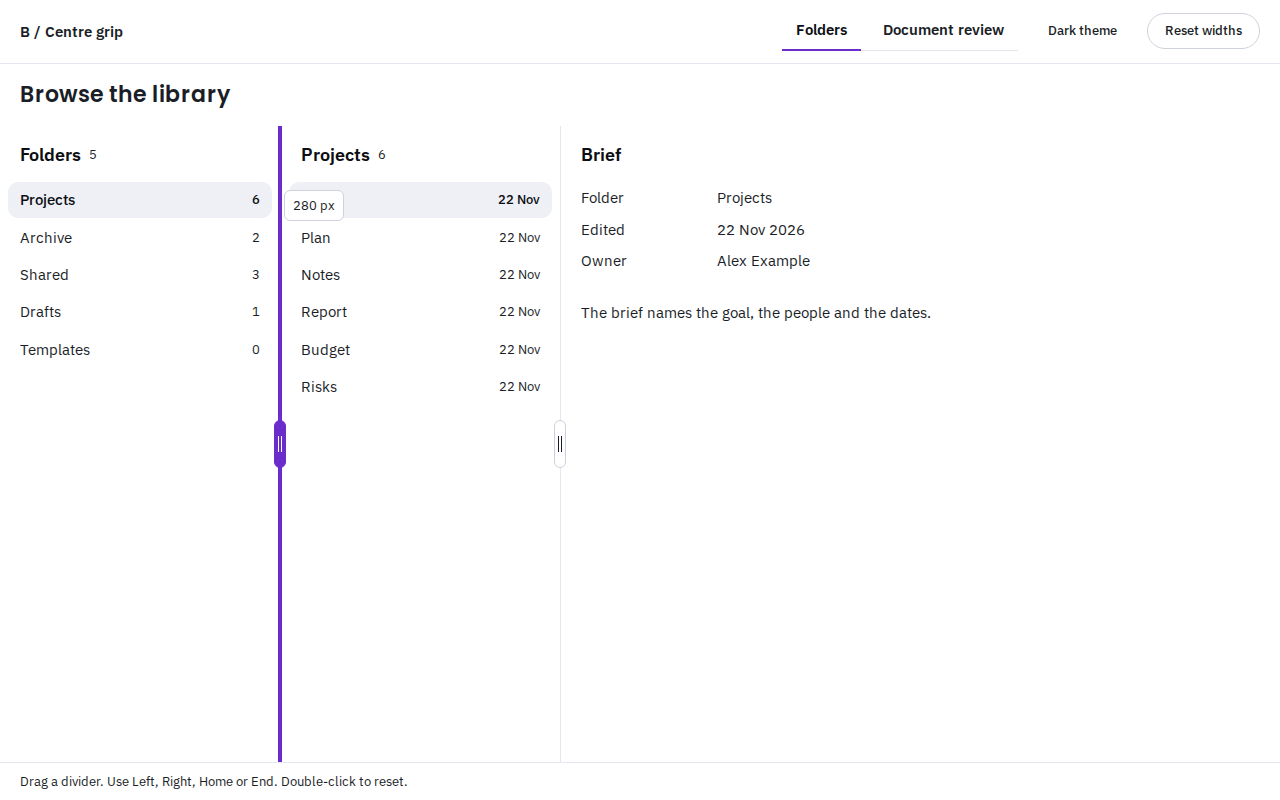 B / Centre grip
Folders
Document review
Dark theme
Reset widths
Browse the library
Folders 5
Projects 6
Archive 2
Shared 3
Drafts 1
Templates 0
280 px
Projects 6
22 Nov
Plan 22 Nov
Notes 22 Nov
Report 22 Nov
Budget 22 Nov
Risks 22 Nov
Brief
Folder Projects
Edited 22 Nov 2026
Owner Alex Example
The brief names the goal, the people and the dates.
Drag a divider. Use Left, Right, Home or End. Double-click to reset.